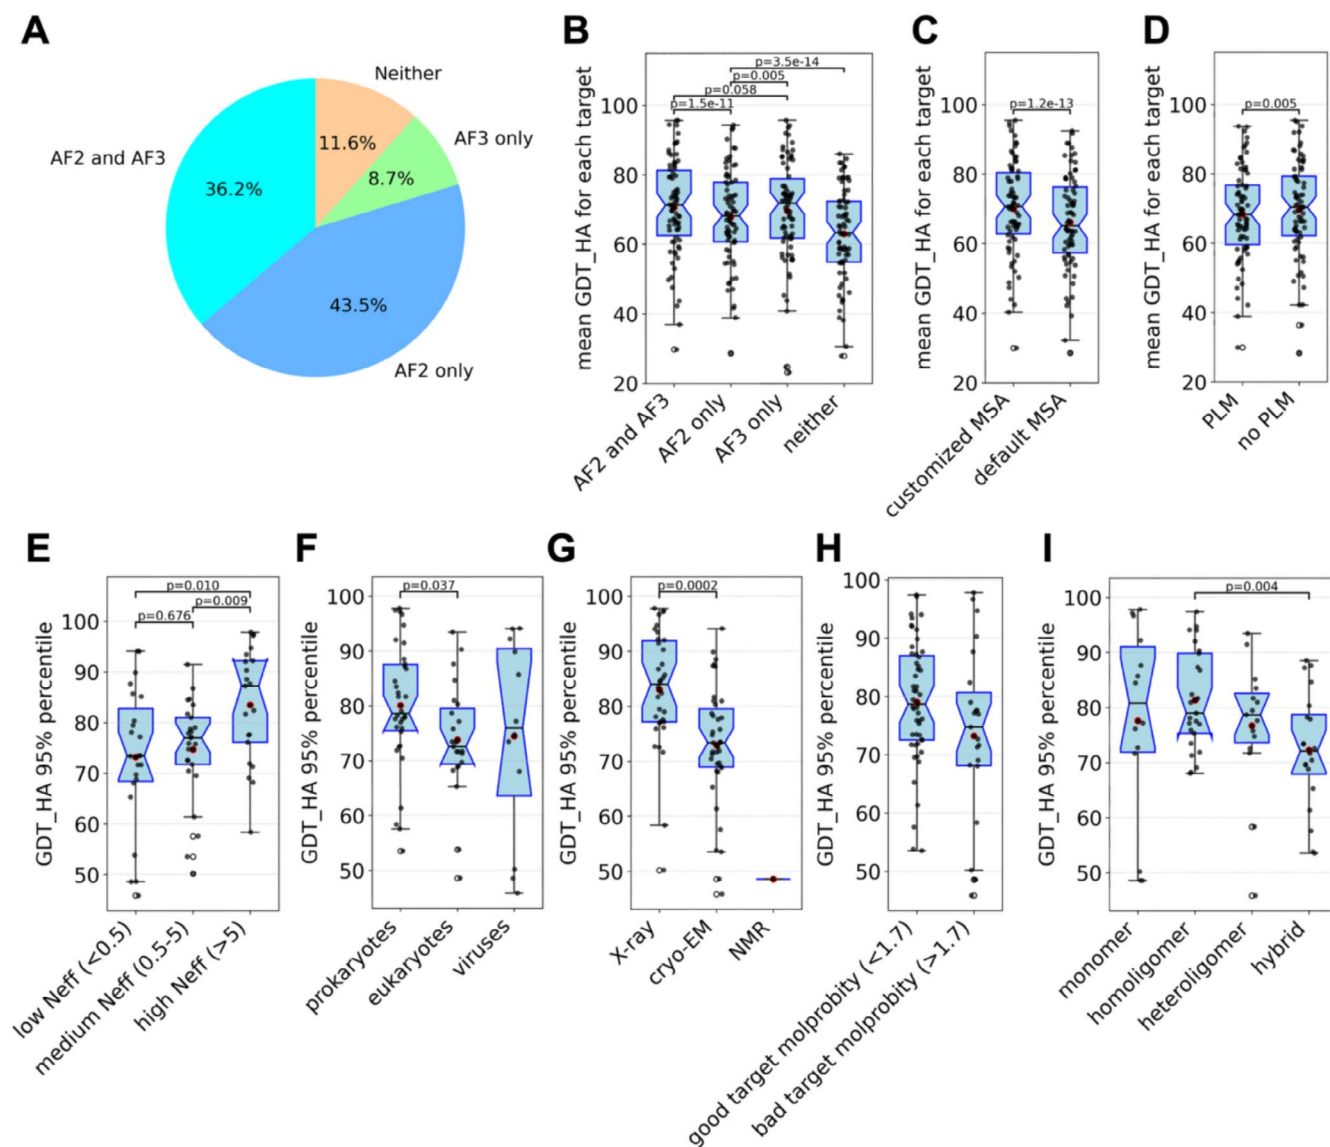 A
Neither
11.6%
AF3 only
8.7%
AF2 and AF3
36.2%
43.5%
AF2 only
B
mean GDT_HA for each target
p=3.5e-14
p=0.005
p=0.058
p=1.5e-11
100
80
60
40
20
AF2 and AF3
AF2 only
AF3 only
neither
C
mean GDT_HA for each target
p=1.2e-13
100
80
60
40
20
customized MSA
default MSA
D
mean GDT_HA for each target
p=0.005
100
80
60
40
20
PLM
no PLM
E
GDT_HA 95% percentile
p=0.010
p=0.009
p=0.676
100
90
80
70
60
50
low Neff (<0.5)
medium Neff (0.5-5)
high Neff (>5)
F
GDT_HA 95% percentile
p=0.037
100
90
80
70
60
50
prokaryotes
eukaryotes
viruses
G
GDT_HA 95% percentile
p=0.0002
100
90
80
70
60
50
X-ray
cryo-EM
NMR
H
GDT_HA 95% percentile
100
90
80
70
60
50
good target molprobity (<1.7)
bad target molprobity (>1.7)
I
GDT_HA 95% percentile
p=0.004
100
90
80
70
60
50
monomer
homoligomer
heteroligomer
hybrid